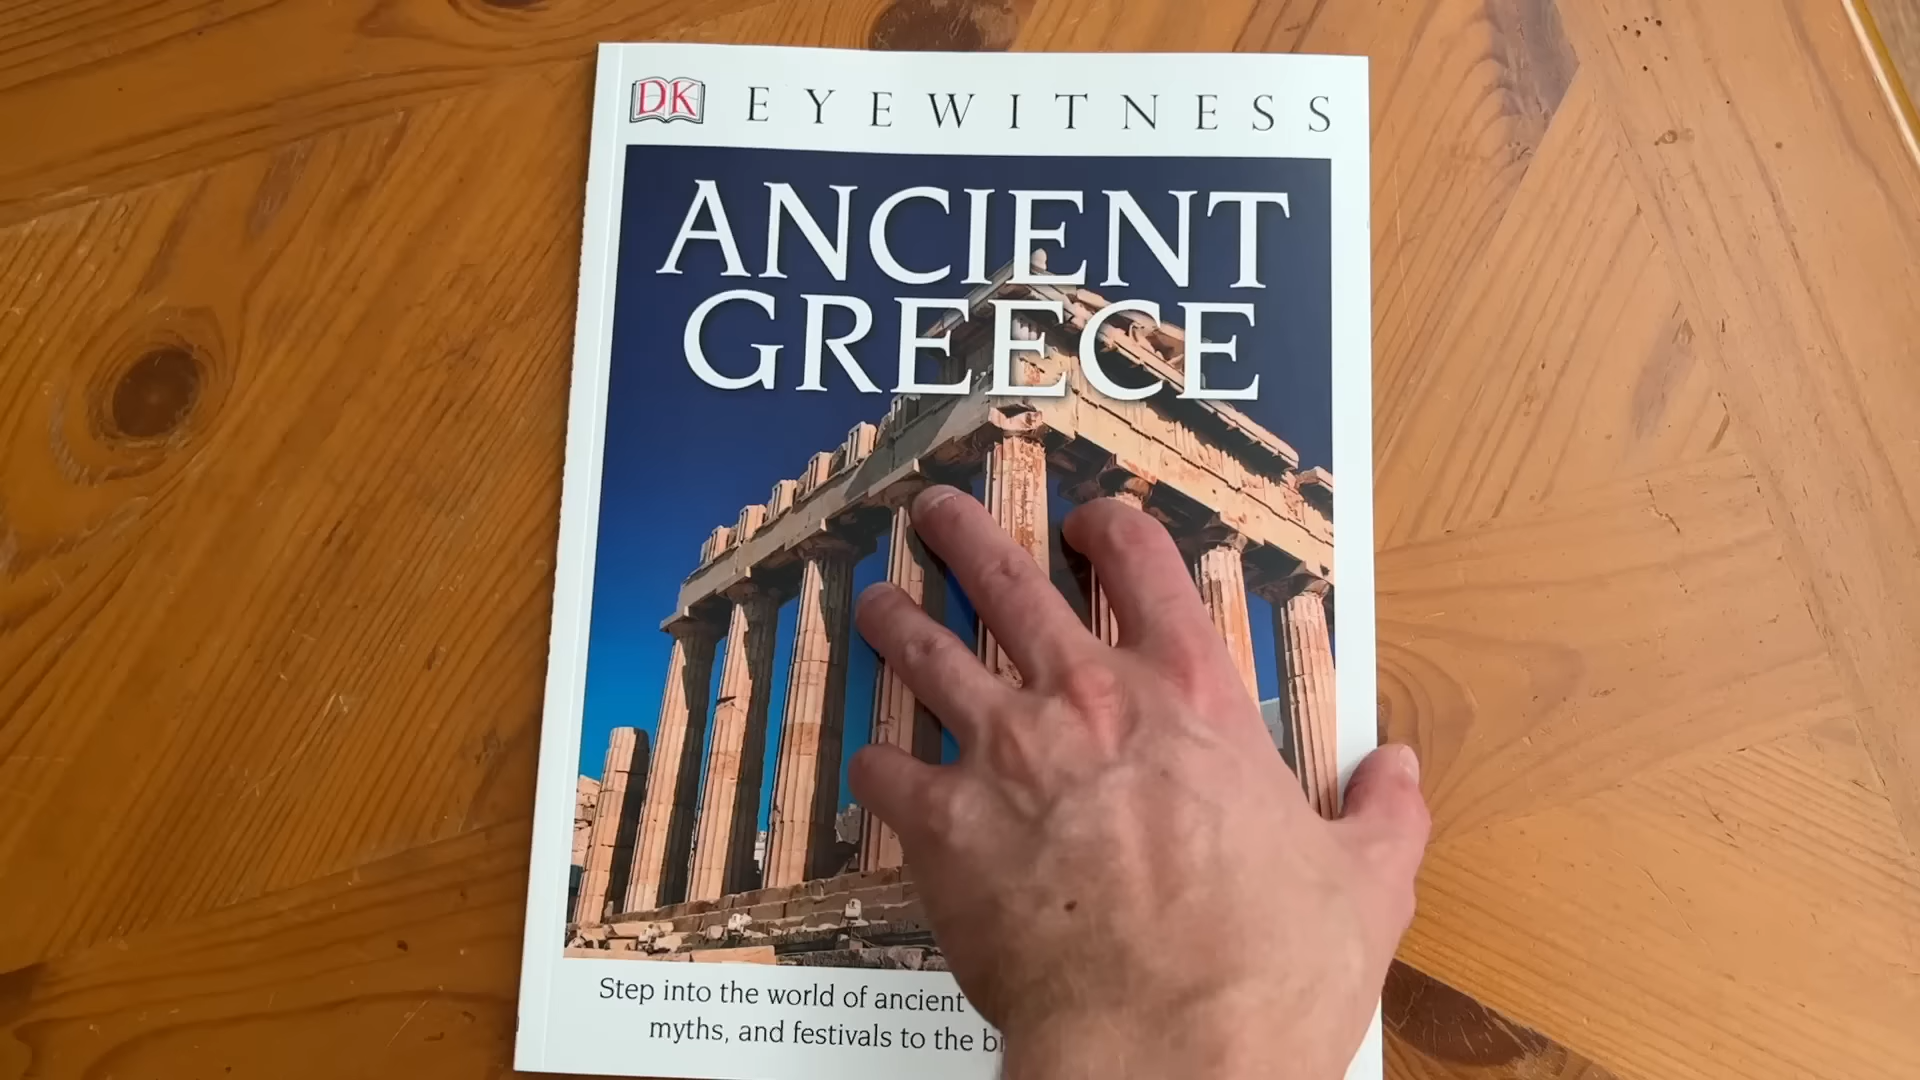 DK EYEWITNESS
ANCIENT
GREECE
Step into the world of ancient
myths, and festivals to the